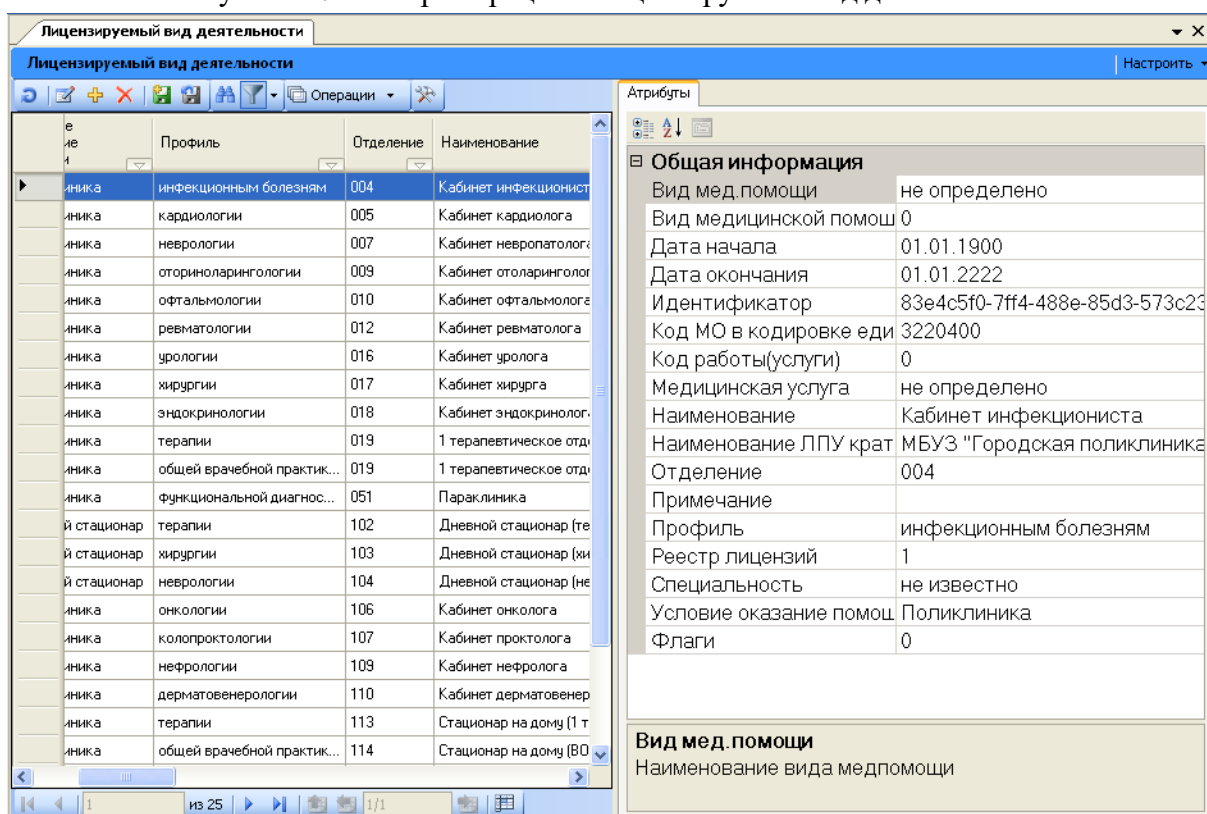 Лицензируемый вид деятельности
Лицензируемый вид деятельности Настроить
Операции
е
ие
и
Профиль Отделение Наименование
иника инфекционным болезням 004 Кабинет инфекционист
иника кардиологии 005 Кабинет кардиолога
иника неврологии 007 Кабинет невропатолога
иника оториноларингологии 009 Кабинет отоларинголог
иника офтальмологии 010 Кабинет офтальмолога
иника ревматологии 012 Кабинет ревматолога
иника урологии 016 Кабинет уролога
иника хирургии 017 Кабинет хирурга
иника эндокринологии 018 Кабинет эндокринолог
иника терапии 019 1 терапевтическое отд
иника общей врачебной практик... 019 1 терапевтическое отд
иника функциональной диагнос... 051 Параклиника
й стационар терапии 102 Дневной стационар (те
й стационар хирургии 103 Дневной стационар (хи
й стационар неврологии 104 Дневной стационар (не
иника онкологии 106 Кабинет онколога
иника колопроктологии 107 Кабинет проктолога
иника нефрологии 109 Кабинет нефролога
иника дерматовенерологии 110 Кабинет дерматовенер
иника терапии 113 Стационар на дому (1 т
иника общей врачебной практик... 114 Стационар на дому (ВО
1 из 25 1/1
Атрибуты
Общая информация
Вид мед.помощи не определено
Вид медицинской помощ 0
Дата начала 01.01.1900
Дата окончания 01.01.2222
Идентификатор 83e4c5f0-7ff4-488e-85d3-573c23
Код МО в кодировке еди 3220400
Код работы(услуги) 0
Медицинская услуга не определено
Наименование Кабинет инфекциониста
Наименование ЛПУ крат МБУЗ "Городская поликлиника
Отделение 004
Примечание
Профиль инфекционным болезням
Реестр лицензий 1
Специальность не известно
Условие оказание помощ Поликлиника
Флаги 0
Вид мед.помощи
Наименование вида медпомощи